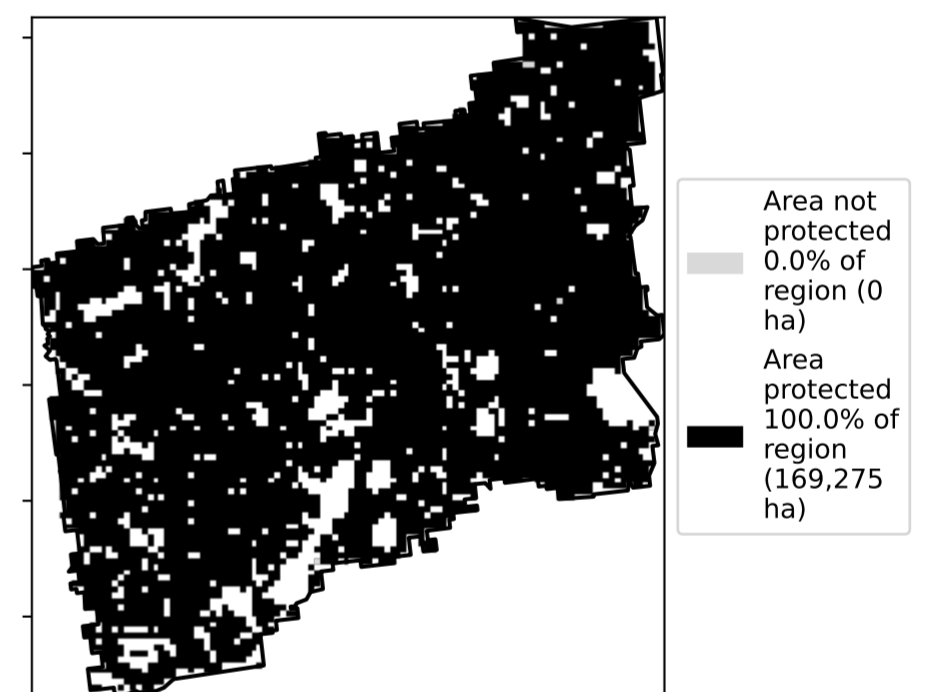 Area not
protected
0.0% of
region (0
ha)
Area
protected
100.0% of
region
(169,275
ha)